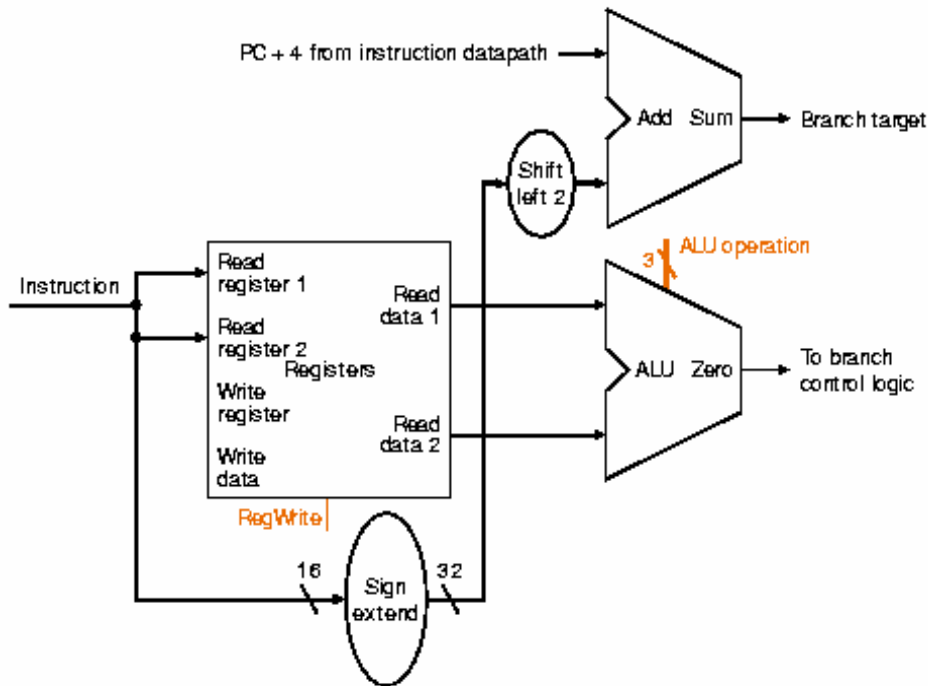 PC + 4 from instruction datapath
Add Sum
Branch target
Shift
left 2
ALU operation
3
Instruction
Read
register 1
Read
data 1
Read
register 2
Registers
Write
register
Read
data 2
Write
data
RegWrite
ALU Zero
To branch
control logic
16
Sign
extend
32